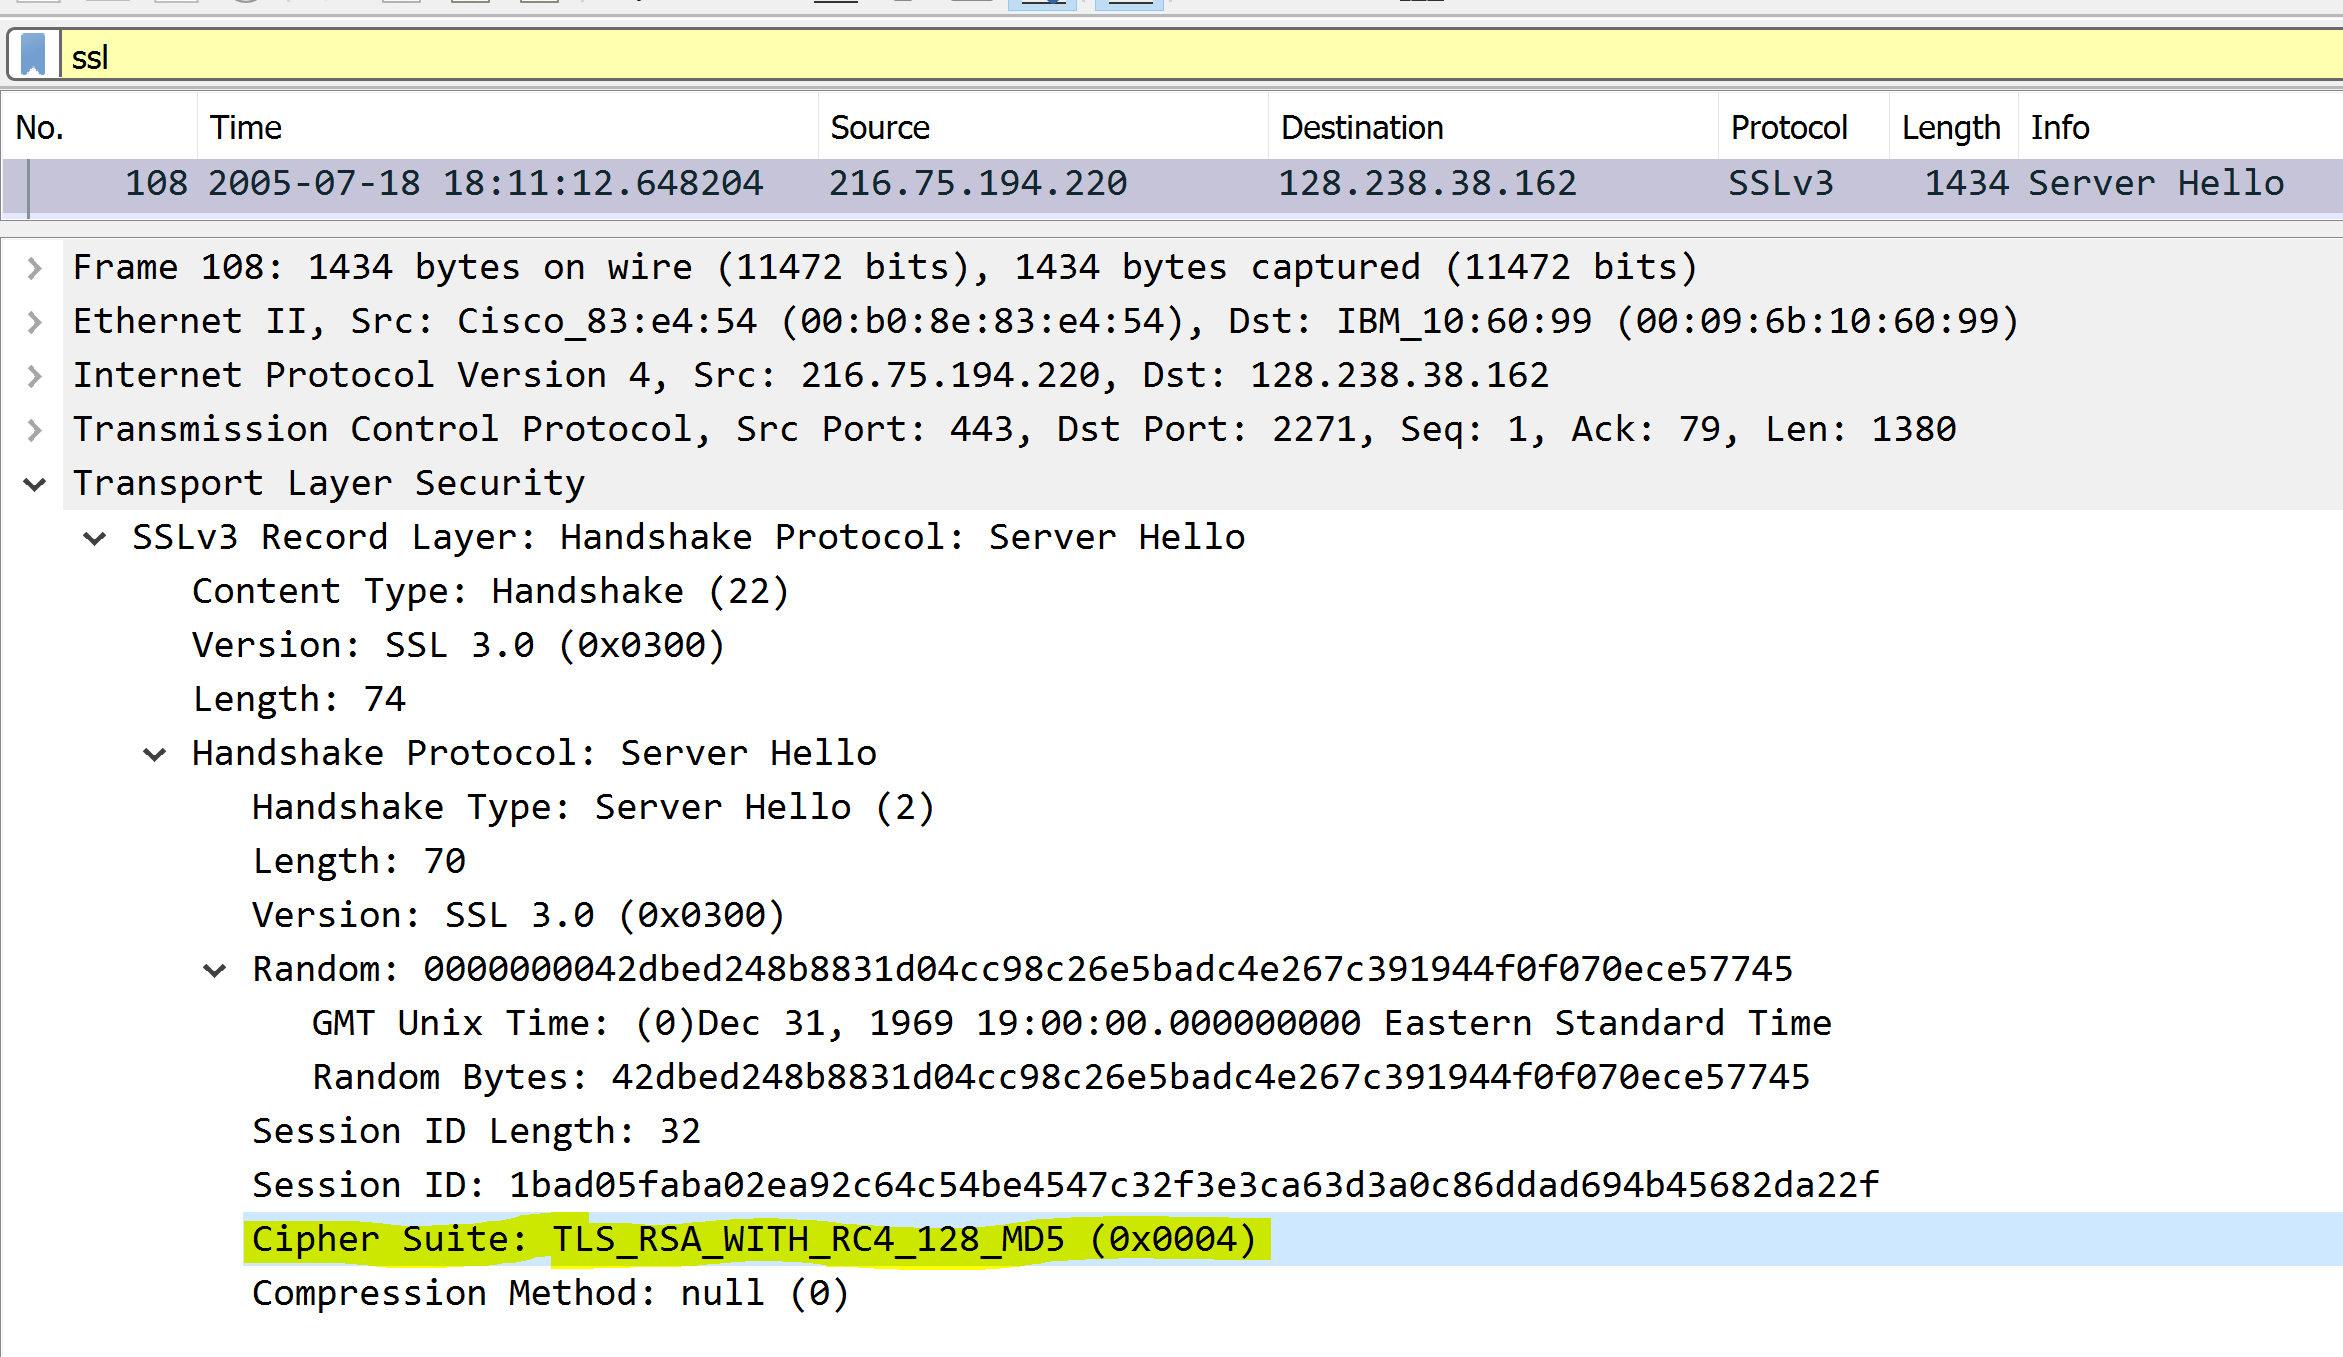 ssl
No. Time Source Destination Protocol Length Info
108 2005-07-18 18:11:12.648204 216.75.194.220 128.238.38.162 SSLv3 1434 Server Hello
Frame 108: 1434 bytes on wire (11472 bits), 1434 bytes captured (11472 bits)
Ethernet II, Src: Cisco_83:e4:54 (00:b0:8e:83:e4:54), Dst: IBM_10:60:99 (00:09:6b:10:60:99)
Internet Protocol Version 4, Src: 216.75.194.220, Dst: 128.238.38.162
Transmission Control Protocol, Src Port: 443, Dst Port: 2271, Seq: 1, Ack: 79, Len: 1380
Transport Layer Security
SSLv3 Record Layer: Handshake Protocol: Server Hello
Content Type: Handshake (22)
Version: SSL 3.0 (0x0300)
Length: 74
Handshake Protocol: Server Hello
Handshake Type: Server Hello (2)
Length: 70
Version: SSL 3.0 (0x0300)
Random: 0000000042dbed248b8831d04cc98c26e5badc4e267c391944f0f070ece57745
GMT Unix Time: (0)Dec 31, 1969 19:00:00.000000000 Eastern Standard Time
Random Bytes: 42dbed248b8831d04cc98c26e5badc4e267c391944f0f070ece57745
Session ID Length: 32
Session ID: 1bad05faba02ea92c64c54be4547c32f3e3ca63d3a0c86ddad694b45682da22f
Cipher Suite: TLS_RSA_WITH_RC4_128_MD5 (0x0004)
Compression Method: null (0)